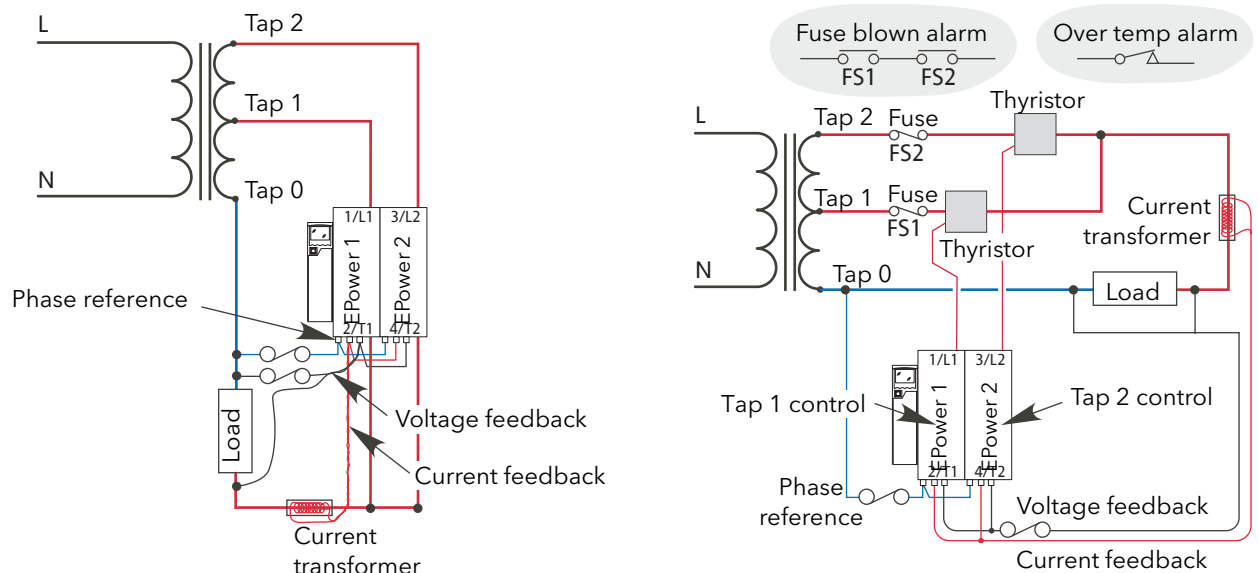 L
Tap 2
Tap 1
N
Tap 0
1/L1
3/L2
EPower 1
EPower 2
2/T1
4/T2
Phase reference
Voltage feedback
Current feedback
Load
Current
transformer
Fuse blown alarm
FS1
FS2
Over temp alarm
Thyristor
L
Tap 2
Fuse
FS2
Tap 1
Fuse
FS1
Thyristor
Current
transformer
N
Tap 0
Load
1/L1
3/L2
EPower 1
EPower 2
2/T1
4/T2
Tap 1 control
Tap 2 control
Phase
reference
Voltage feedback
Current feedback